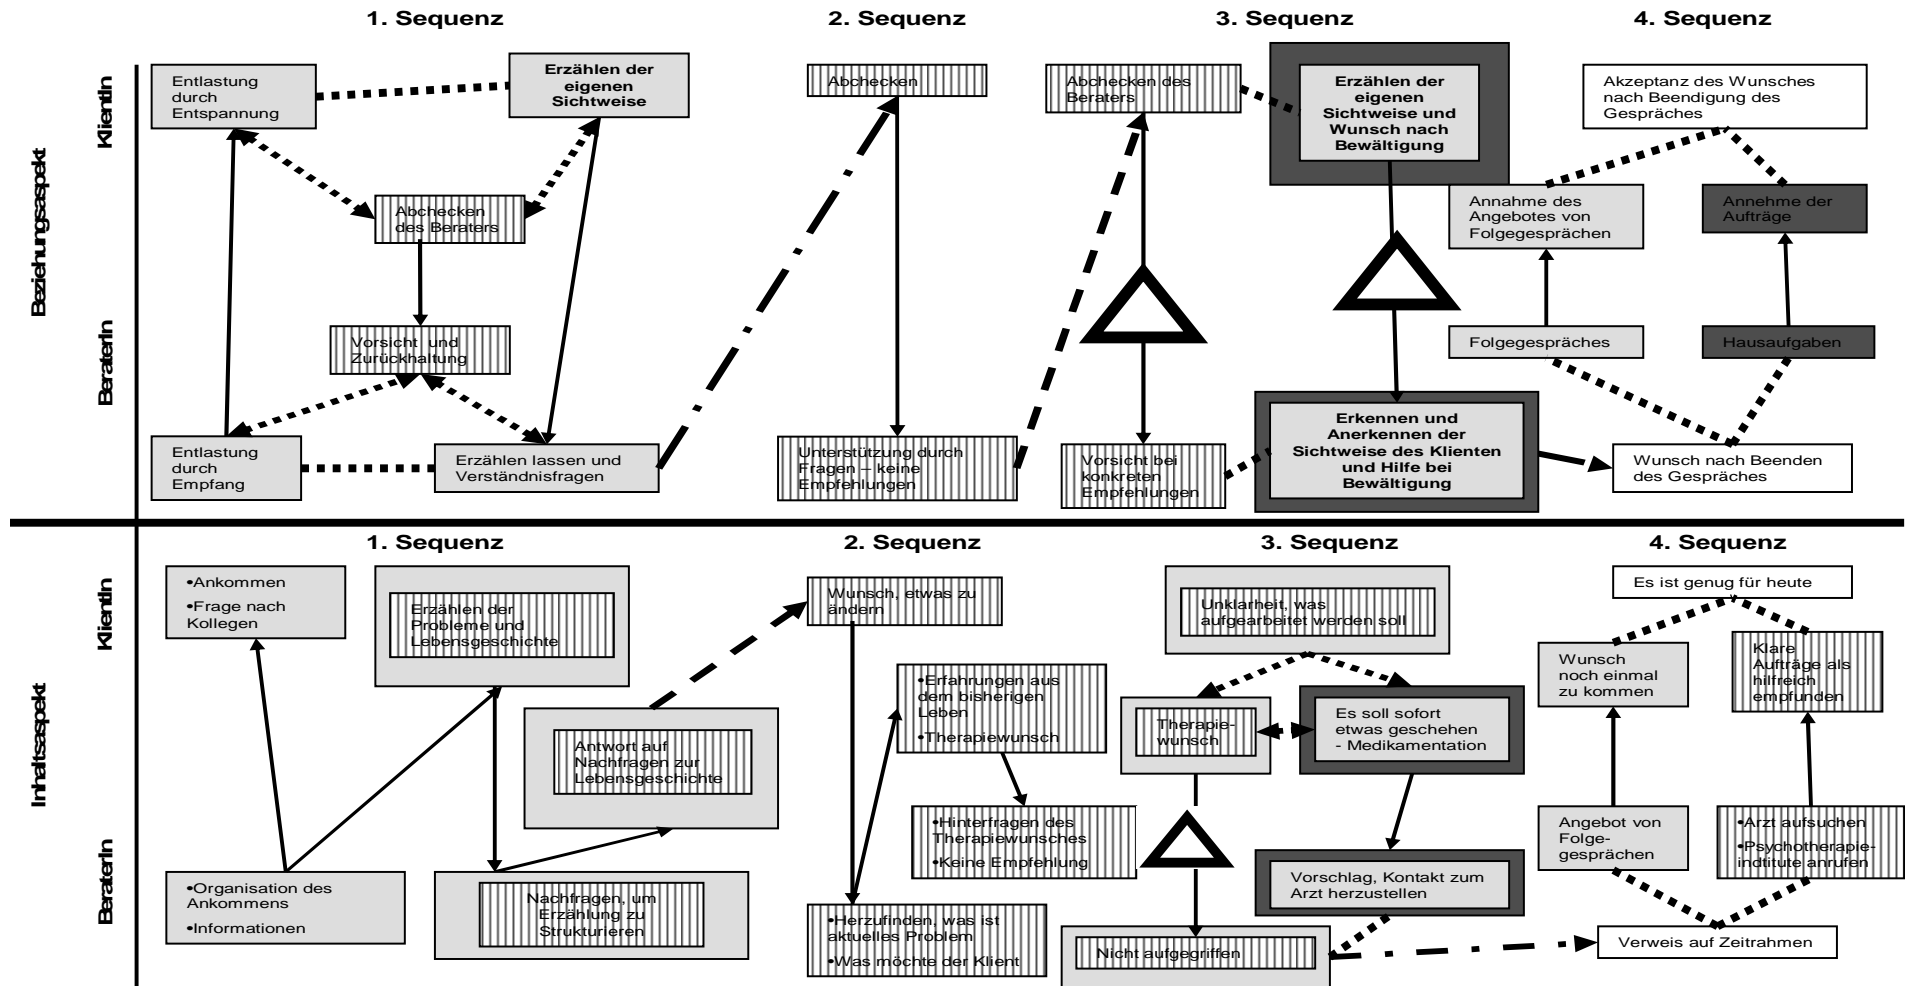 1. Sequenz
2. Sequenz
3. Sequenz
4. Sequenz
Beziehungsaspekt
KlientIn
BeraterIn
Entlastung
durch
Entspannung
Erzählen der
eigenen
Sichtweise
Abchecken
des Beraters
Vorsicht und
Zurückhaltung
Entlastung
durch
Empfang
Erzählen lassen und
Verständnisfragen
Abchecken
Unterstützung durch
Fragen – keine
Empfehlungen
Abchecken des
Beraters
Vorsicht bei
konkreten
Empfehlungen
Erzählen der
eigenen
Sichtweise und
Wunsch nach
Bewältigung
Erkennen und
Anerkennen der
Sichtweise des Klienten
und Hilfe bei
Bewältigung
Akzeptanz des Wunsches
nach Beendigung des
Gespräches
Annahme des
Angebotes von
Folgegesprächen
Annehme der
Aufträge
Folgegespräches
Hausaufgaben
Wunsch nach Beenden
des Gespräches
1. Sequenz
2. Sequenz
3. Sequenz
4. Sequenz
Inhaltsaspekt
KlientIn
BeraterIn
•Ankommen
•Frage nach
Kollegen
Erzählen der
Probleme und
Lebensgeschichte
Antwort auf
Nachfragen zur
Lebensgeschichte
•Organisation des
Ankommens
•Informationen
Nachfragen, um
Erzählung zu
Strukturieren
Wunsch, etwas zu
ändern
•Erfahrungen aus
dem bisherigen
Leben
•Therapiewunsch
•Hinterfragen des
Therapiewunsches
•Keine Empfehlung
•Herzufinden, was ist
aktuelles Problem
•Was möchte der Klient
Unklarheit, was
aufgearbeitet werden soll
Therapie-
wunsch
Es soll sofort
etwas geschehen
- Medikamentation
Vorschlag, Kontakt zum
Arzt herzustellen
Nicht aufgegriffen
Es ist genug für heute
Wunsch
noch einmal
zu kommen
Klare
Aufträge als
hilfreich
empfunden
Angebot von
Folge-
gesprächen
•Arzt aufsuchen
•Psychotherapie-
indtitute anrufen
Verweis auf Zeitrahmen